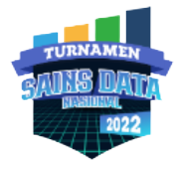 TURNAMEN
SAINS DATA
NASIONAL
2022